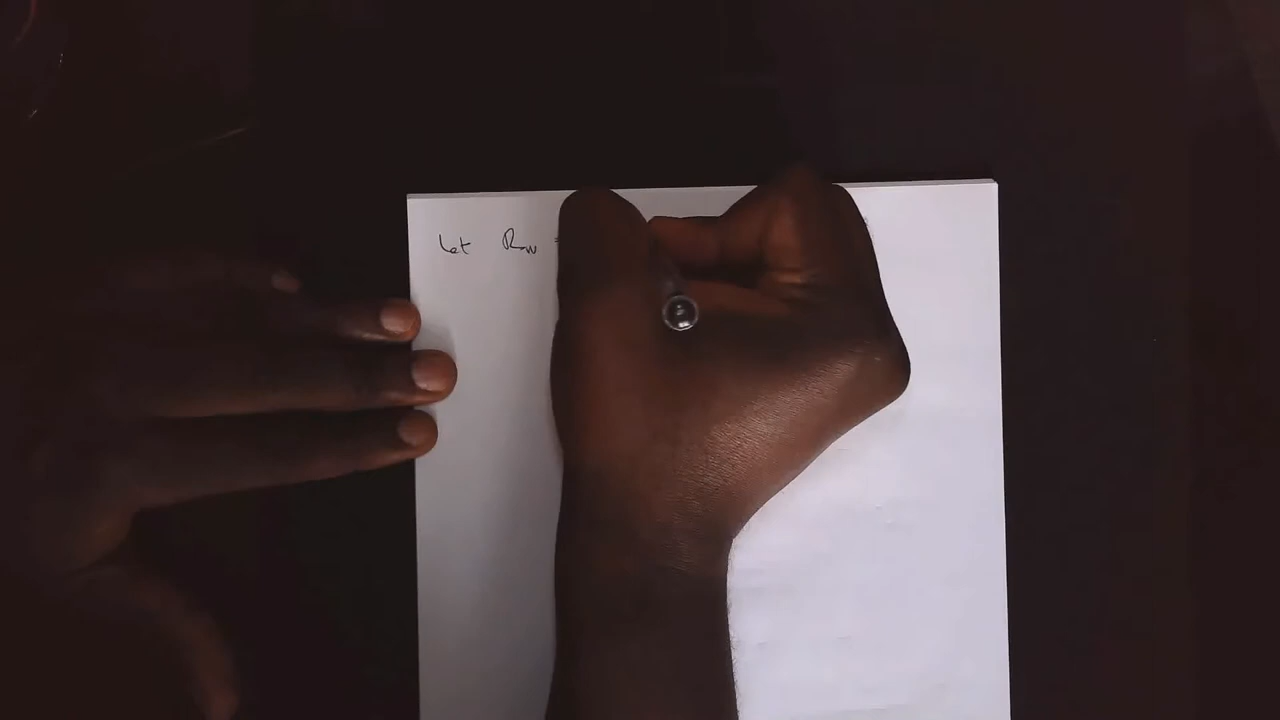 Let Rw =